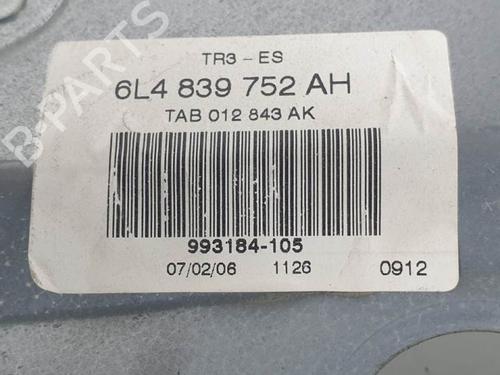 TR3 - ES
6L4 839 752 AH
TAB 012 843 AK
993184-105
07/02/06 1126 0912
B-PARTS